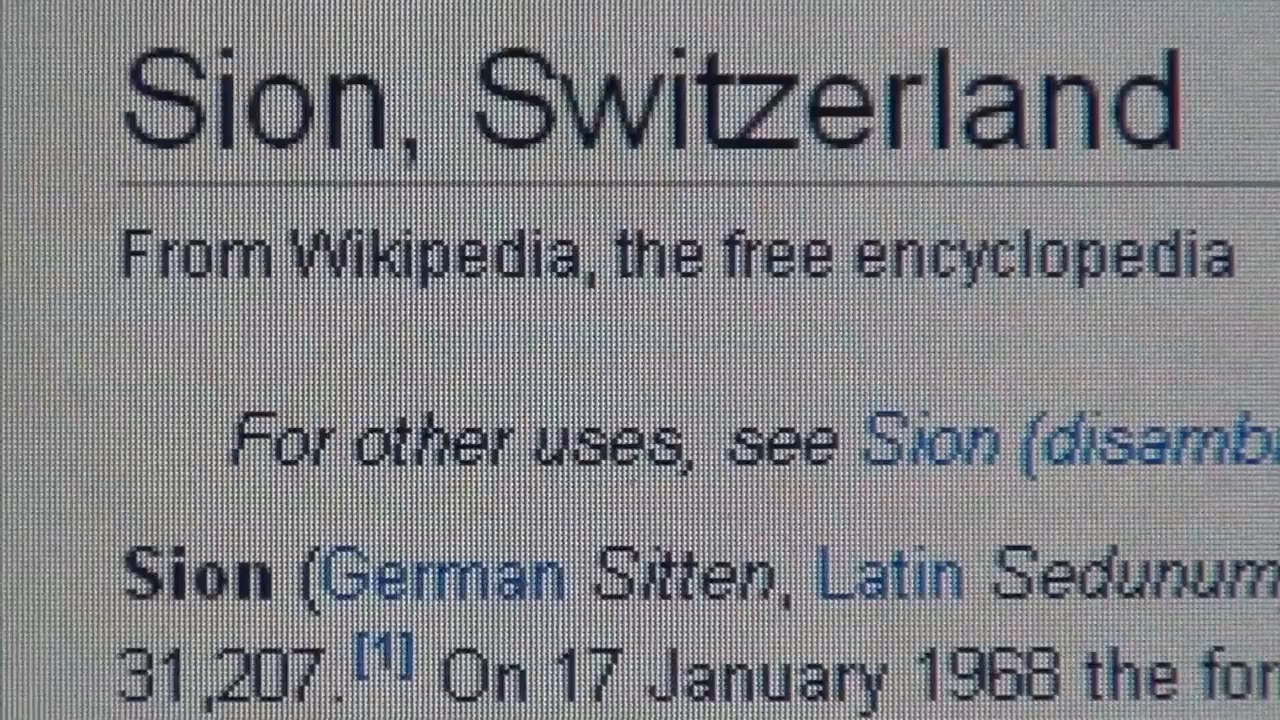 Sion, Switzerland
From Wikipedia, the free encyclopedia
For other uses, see Sion (disamb
Sion (German Sitten, Latin Sedunum
31,207.[1] On 17 January 1968 the for